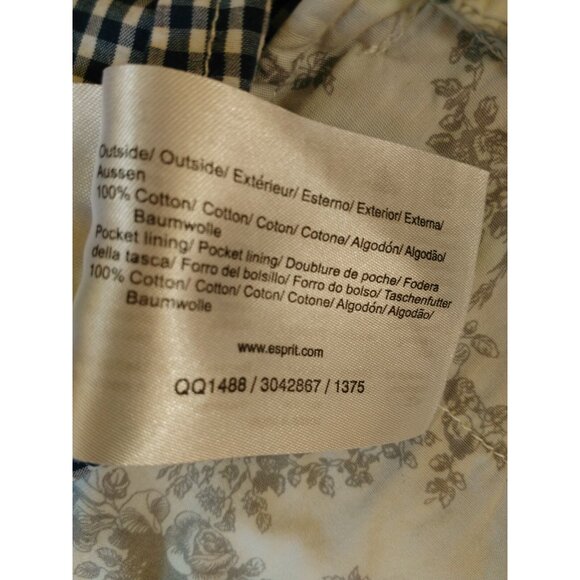 Outside/ Outside/ Extérieur/ Esterno/ Exterior/ Externa/
Aussen
100% Cotton/ Cotton/ Coton/ Cotone/ Algodón/ Algodão/
Baumwolle
Pocket lining/ Pocket lining/ Doublure de poche/ Fodera
della tasca/ Forro del bolsillo/ Forro do bolso/ Taschenfutter
100% Cotton/ Cotton/ Coton/ Cotone/ Algodón/ Algodão/
Baumwolle
www.esprit.com
QQ1488 / 3042867 / 1375